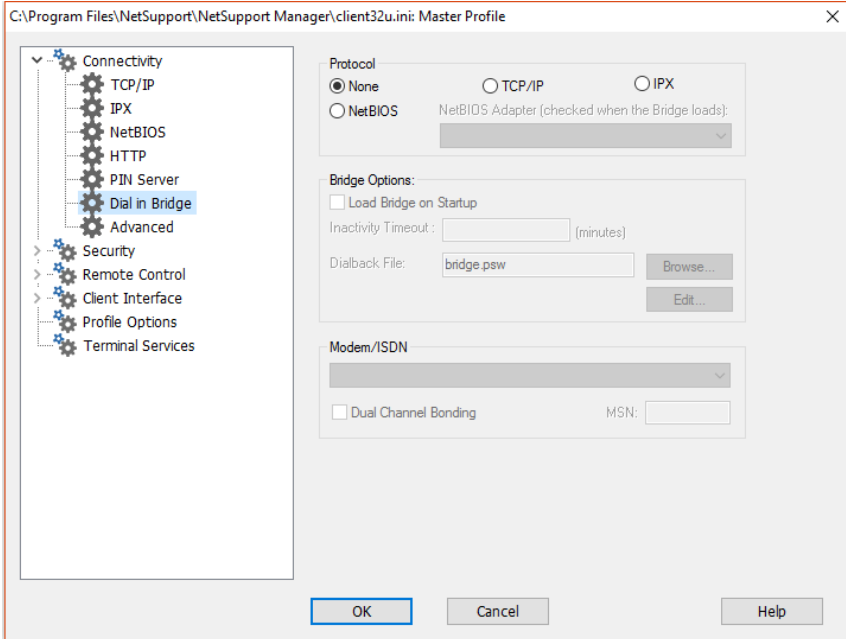 C:\Program Files\NetSupport\NetSupport Manager\client32u.ini: Master Profile
Connectivity
TCP/IP
IPX
NetBIOS
HTTP
PIN Server
Dial in Bridge
Advanced
Security
Remote Control
Client Interface
Profile Options
Terminal Services
Protocol
None
TCP/IP
IPX
NetBIOS
NetBIOS Adapter (checked when the Bridge loads):
Bridge Options:
Load Bridge on Startup
Inactivity Timeout :
(minutes)
Dialback File:
bridge.psw
Browse...
Edit...
Modem/ISDN
Dual Channel Bonding
MSN:
OK
Cancel
Help